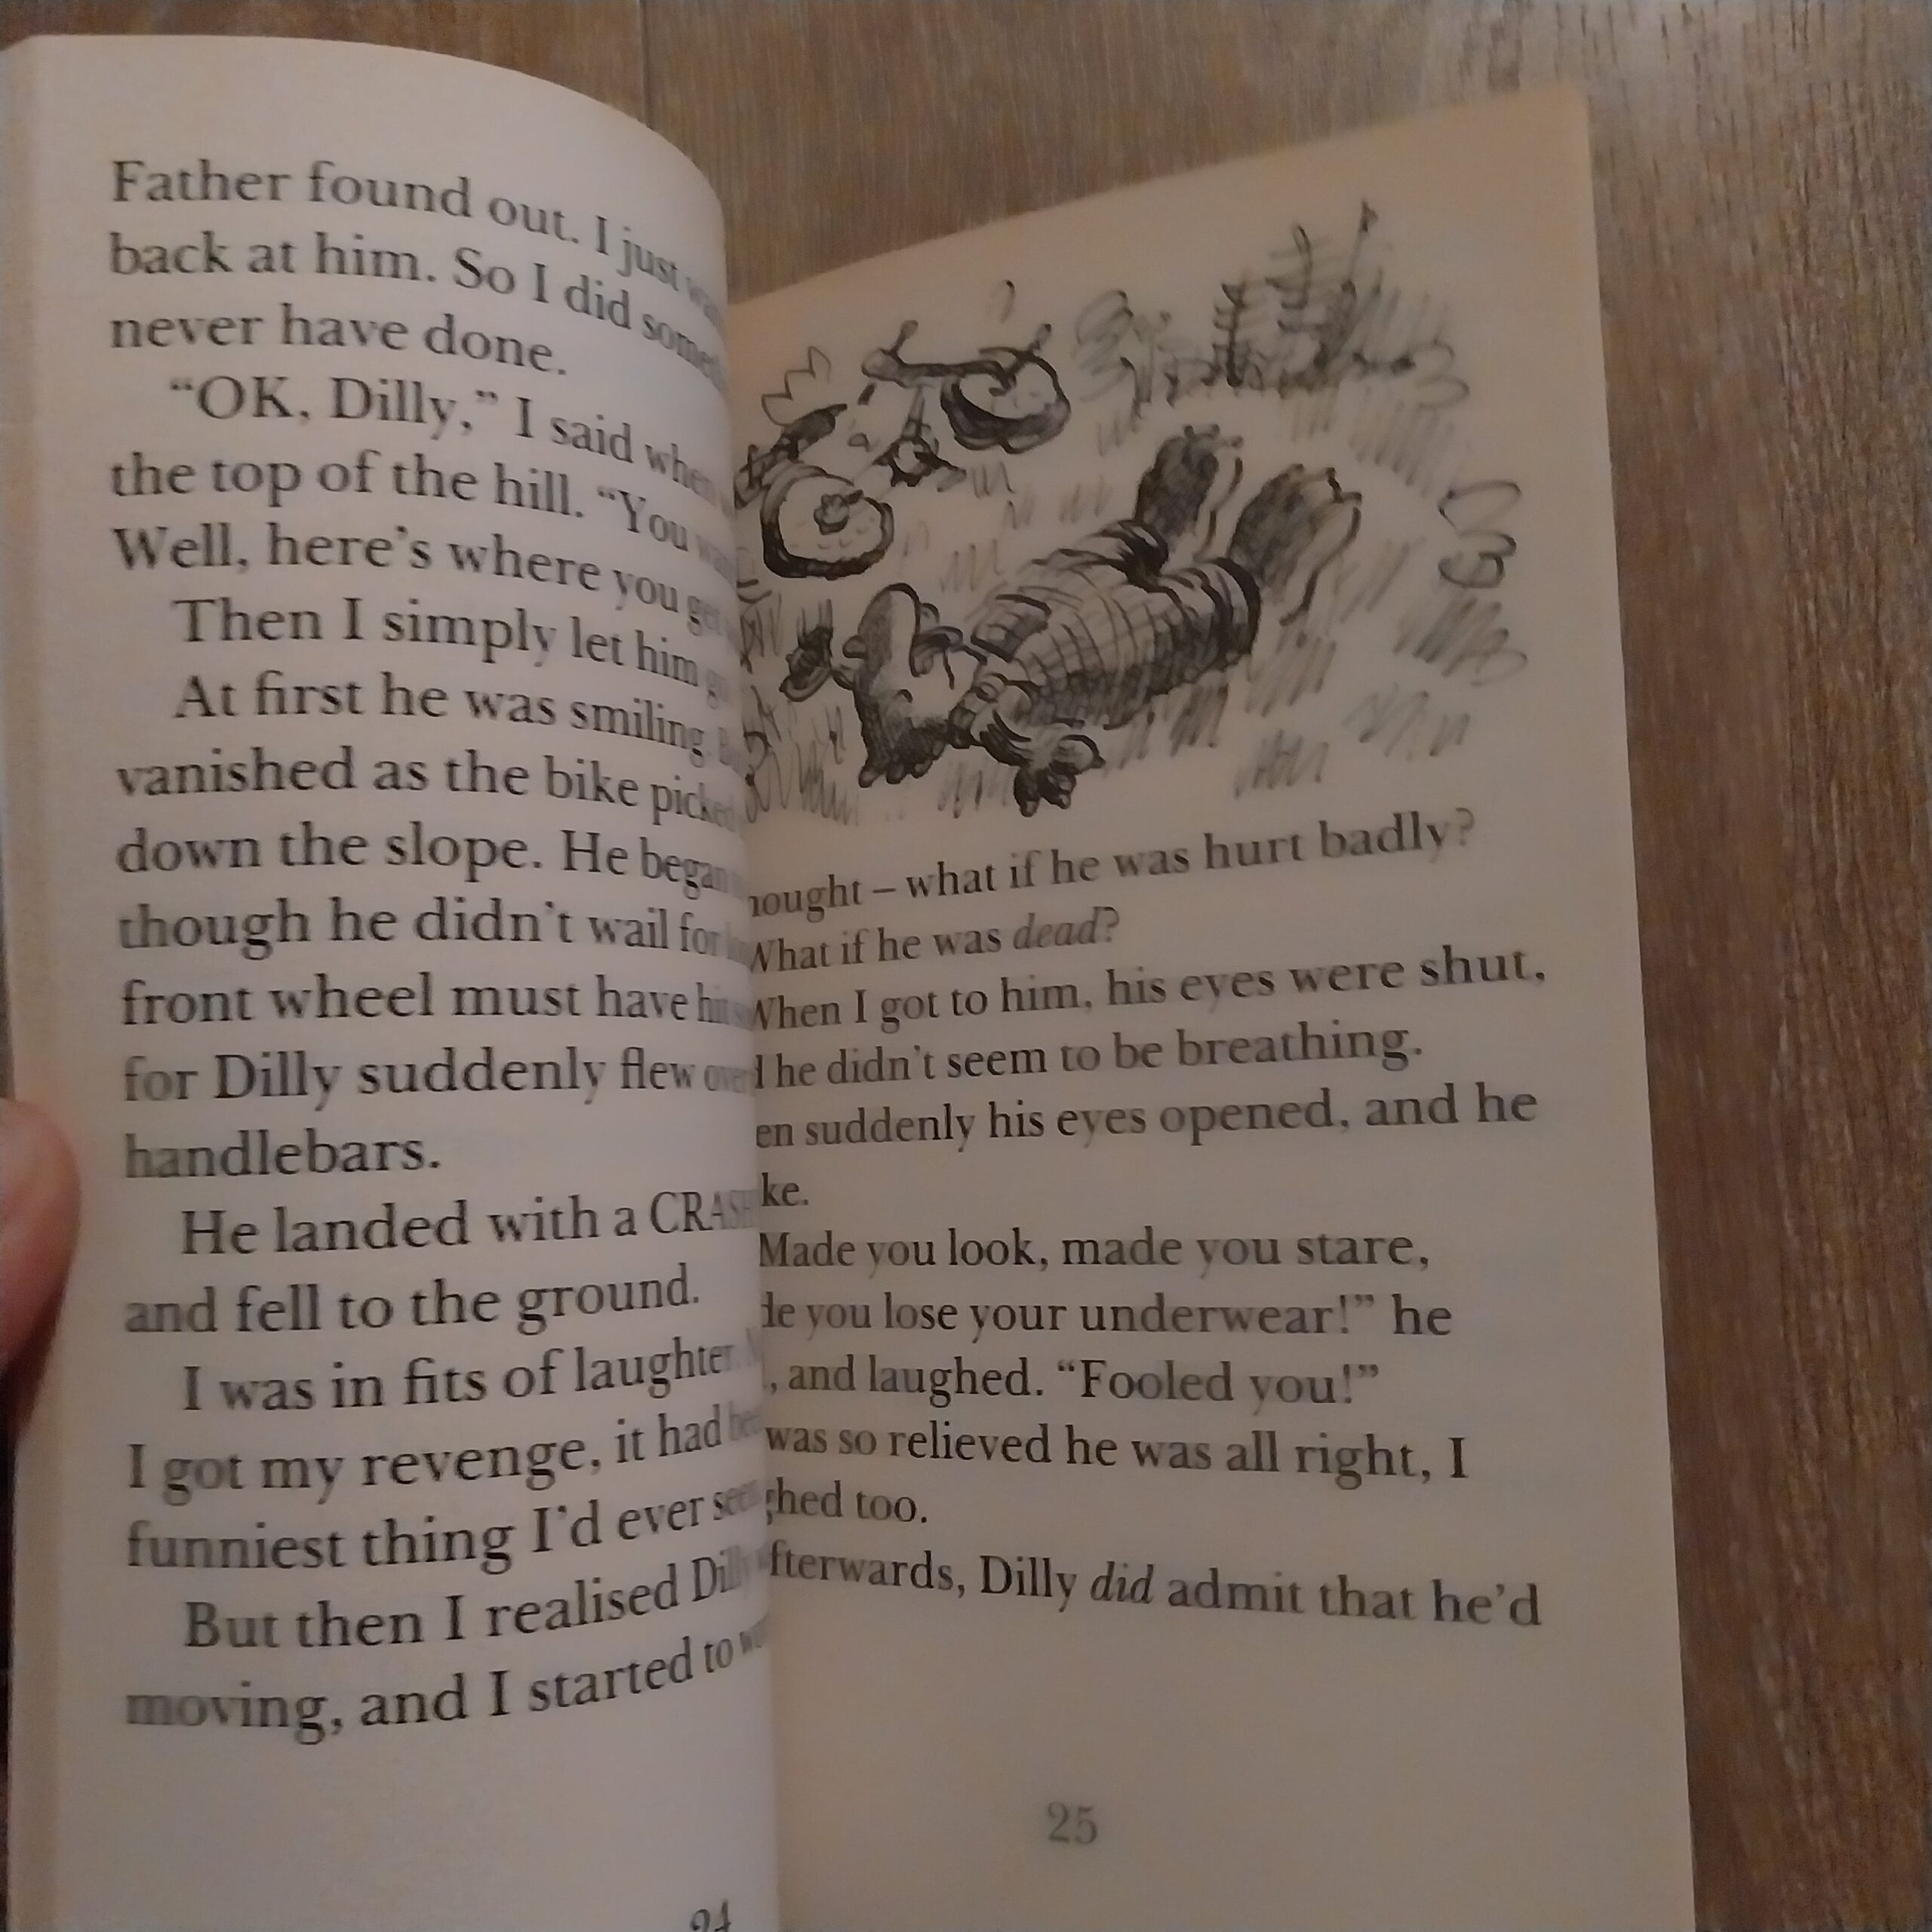 Father found out. I just
back at him. So I did
never have done.
“OK, Dilly,” I said when
the top of the hill. “You
Well, here’s where you
Then I simply let him
At first he was smiling.
vanished as the bike
down the slope. He began
though he didn’t wail for
front wheel must have
for Dilly suddenly flew
handlebars.
He landed with a CRASH
and fell to the ground.
I was in fits of laughter.
I got my revenge, it had
funniest thing I’d ever
But then I realised
moving, and I started to
24
– what if he was hurt badly?
What if he was dead?
When I got to him, his eyes were shut,
he didn’t seem to be breathing.
suddenly his eyes opened, and he
Made you look, made you stare,
you lose your underwear!” he
, and laughed. “Fooled you!”
was so relieved he was all right, I
too.
Dilly did admit that he’d
25